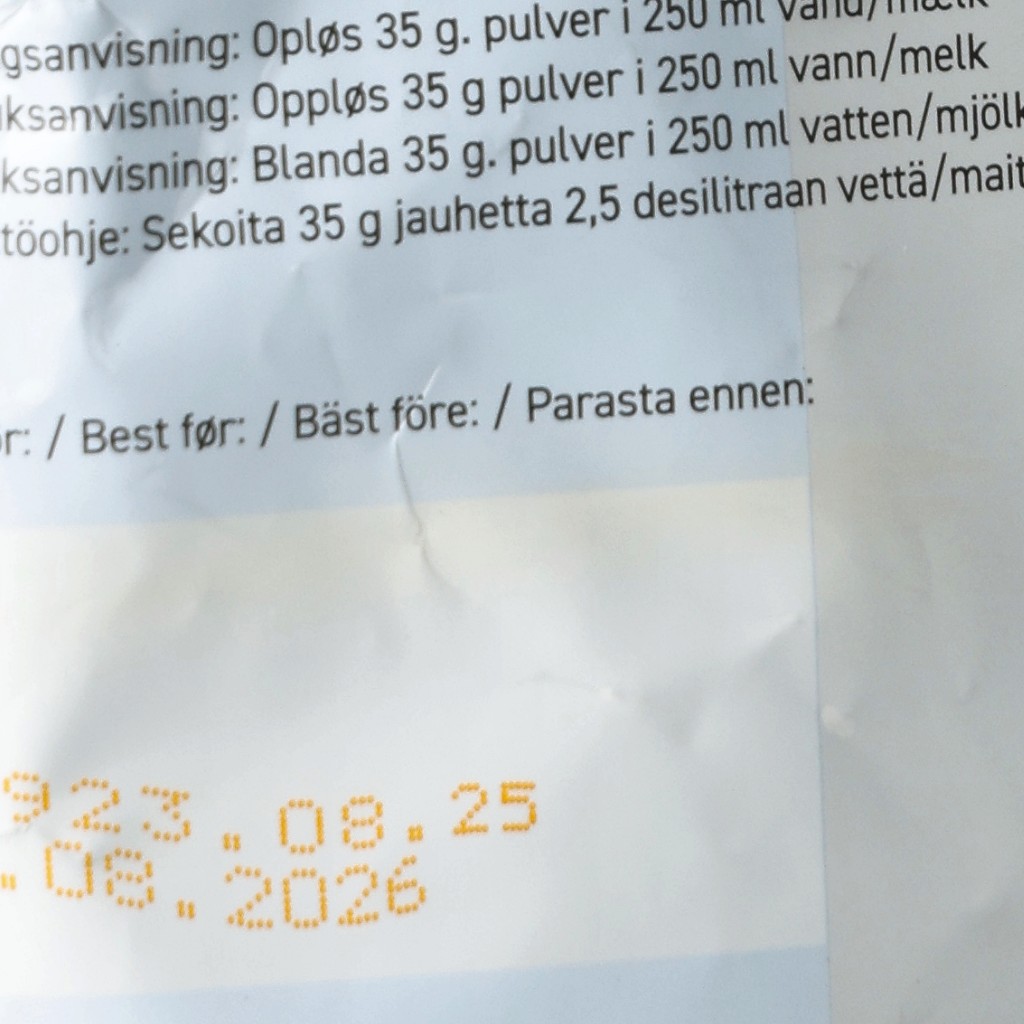 gsanvisning: Opløs 35 g. pulver i 250 ml vand/mælk
ksanvisning: Oppløs 35 g pulver i 250 ml vann/melk
ksanvisning: Blanda 35 g. pulver i 250 ml vatten/mjölk
töohje: Sekoita 35 g jauhetta 2,5 desilitraan vettä/mait
r: / Best før: / Bäst före: / Parasta ennen:
923.08.25
.08.2026